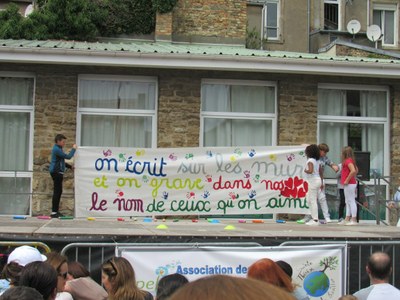 on écrit sur les murs
et on grave dans nos
le nom de ceux qu'on aime
Association de